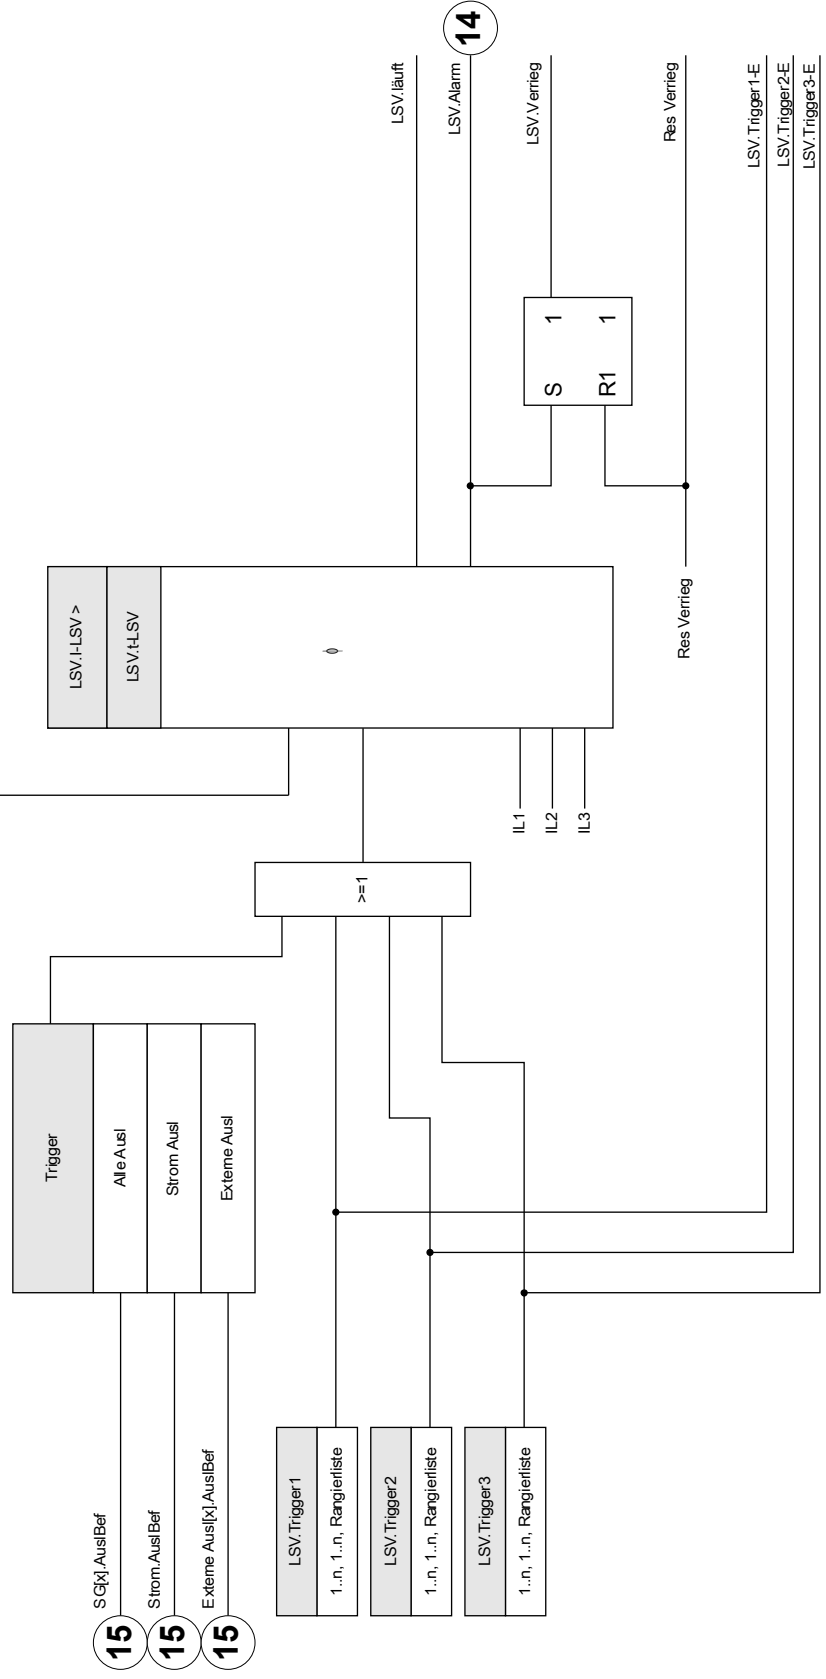 15 SG[x].AuslBef
15 Strom.AuslBef
15 Externe Ausl[x].AuslBef
Trigger
Alle Ausl
Strom Ausl
Externe Ausl
LSV.Trigger1
1..n, 1..n, Rangierliste
LSV.Trigger2
1..n, 1..n, Rangierliste
LSV.Trigger3
1..n, 1..n, Rangierliste
>=1
IL1
IL2
IL3
LSV.I-LSV >
LSV.t-LSV
φ
Res Verrieg
S 1
R1 1
LSV.läuft
LSV.Alarm
14
LSV.Verrieg
Res Verrieg
LSV.Trigger1-E
LSV.Trigger2-E
LSV.Trigger3-E